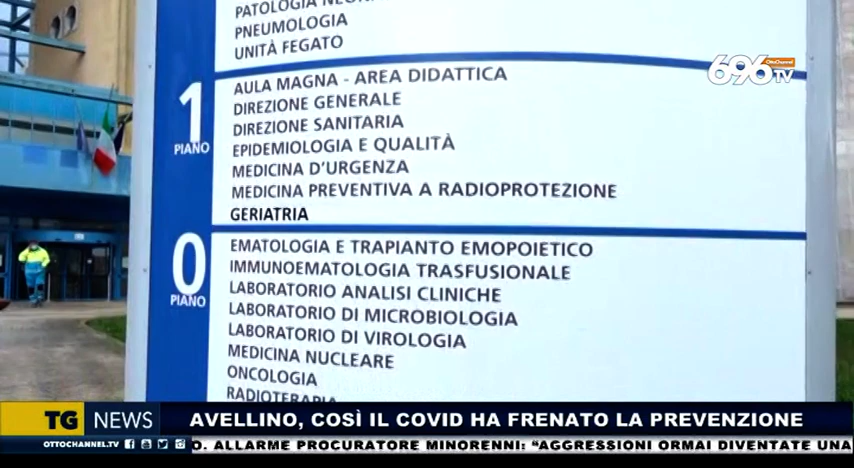 PATOLOGIA
PNEUMOLOGIA
UNITÀ FEGATO
1
PIANO
AULA MAGNA - AREA DIDATTICA
DIREZIONE GENERALE
DIREZIONE SANITARIA
EPIDEMIOLOGIA E QUALITÀ
MEDICINA D'URGENZA
MEDICINA PREVENTIVA A RADIOPROTEZIONE
GERIATRIA
0
PIANO
EMATOLOGIA E TRAPIANTO EMOPOIETICO
IMMUNOEMATOLOGIA TRASFUSIONALE
LABORATORIO ANALISI CLINICHE
LABORATORIO DI MICROBIOLOGIA
LABORATORIO DI VIROLOGIA
MEDICINA NUCLEARE
ONCOLOGIA
RADIOTERAPIA
OttoChannel
696 TV
TG NEWS
AVELLINO, COSÌ IL COVID HA FRENATO LA PREVENZIONE
OTTOCHANNEL.TV
O. ALLARME PROCURATORE MINORENNI: “AGGRESSIONI ORMAI DIVENTATE UNA